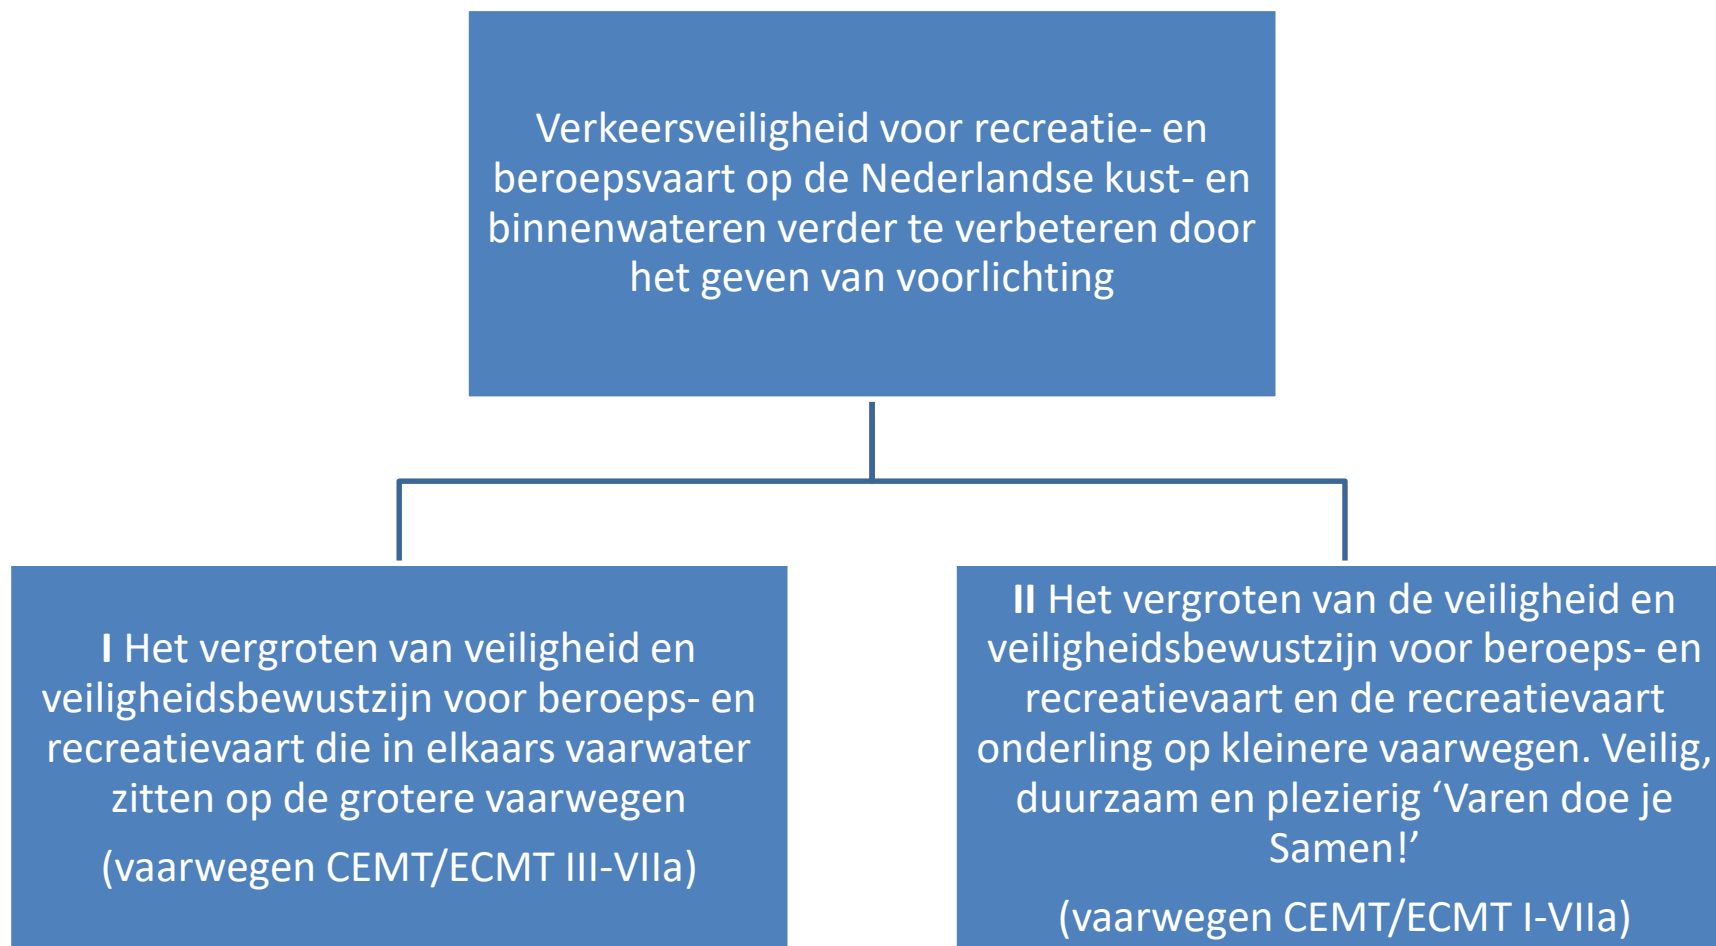 Verkeersveiligheid voor recreatie- en
beroepsvaart op de Nederlandse kust- en
binnenwateren verder te verbeteren door
het geven van voorlichting
I Het vergroten van veiligheid en
veiligheidsbewustzijn voor beroeps- en
recreatievaart die in elkaars vaarwater
zitten op de grotere vaarwegen
(vaarwegen CEMT/ECMT III-VIIa)
II Het vergroten van de veiligheid en
veiligheidsbewustzijn voor beroeps- en
recreatievaart en de recreatievaart
onderling op kleinere vaarwegen. Veilig,
duurzaam en plezierig ‘Varen doe je
Samen!’
(vaarwegen CEMT/ECMT I-VIIa)